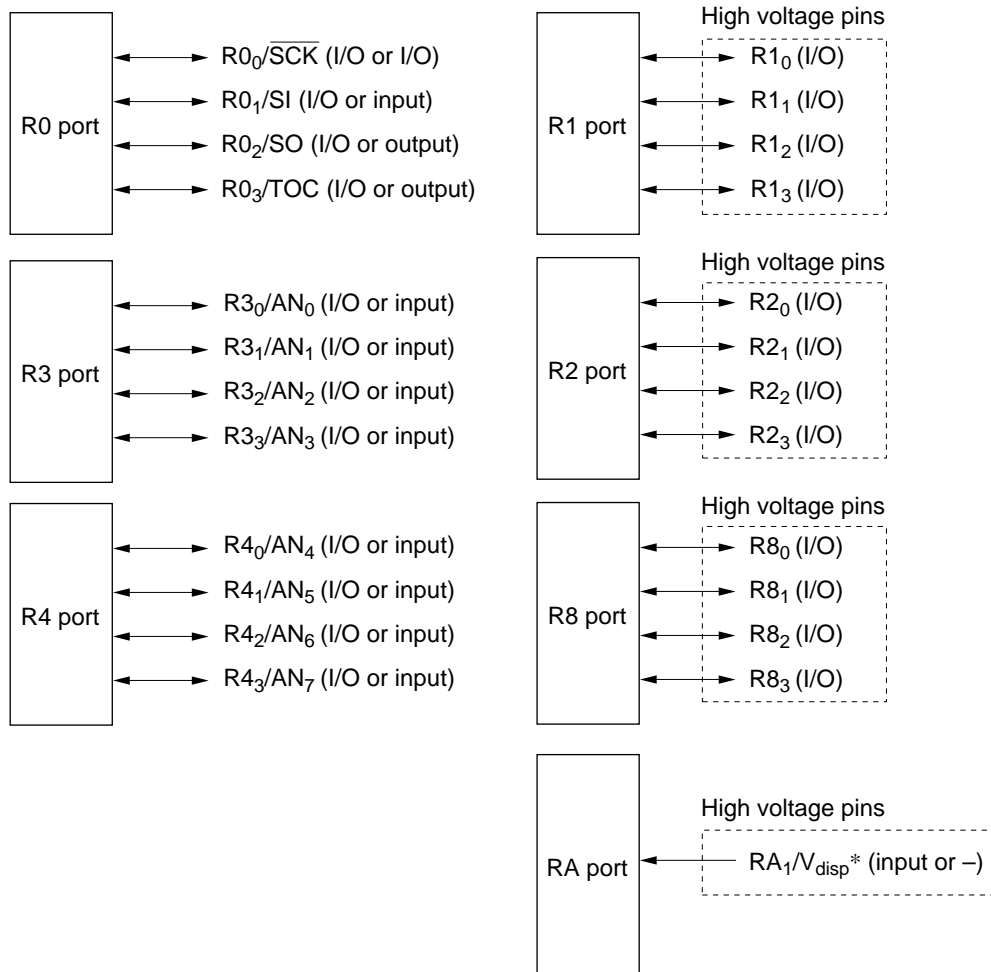 R0 port
R0₀/S̅C̅K̅ (I/O or I/O)
R0₁/SI (I/O or input)
R0₂/SO (I/O or output)
R0₃/TOC (I/O or output)
High voltage pins
R1 port
R1₀ (I/O)
R1₁ (I/O)
R1₂ (I/O)
R1₃ (I/O)
R3 port
R3₀/AN₀ (I/O or input)
R3₁/AN₁ (I/O or input)
R3₂/AN₂ (I/O or input)
R3₃/AN₃ (I/O or input)
High voltage pins
R2 port
R2₀ (I/O)
R2₁ (I/O)
R2₂ (I/O)
R2₃ (I/O)
R4 port
R4₀/AN₄ (I/O or input)
R4₁/AN₅ (I/O or input)
R4₂/AN₆ (I/O or input)
R4₃/AN₇ (I/O or input)
High voltage pins
R8 port
R8₀ (I/O)
R8₁ (I/O)
R8₂ (I/O)
R8₃ (I/O)
High voltage pins
RA port
RA₁/V_disp* (input or –)